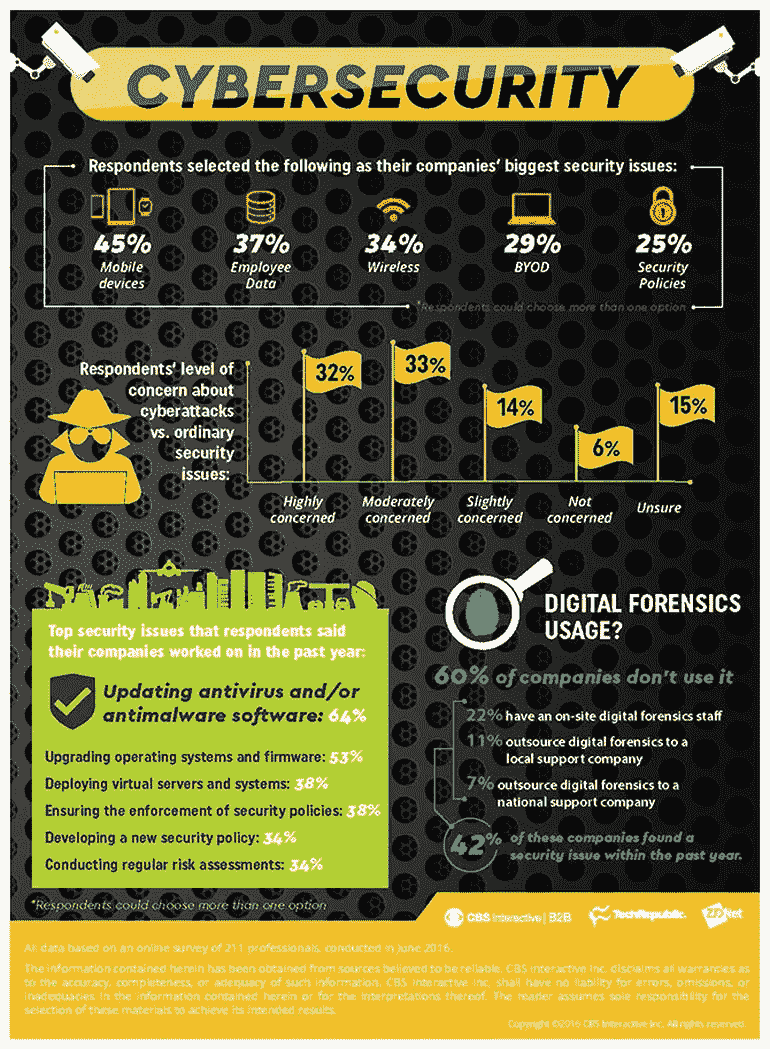 CYBERSECURITY
Respondents selected the following as their companies' biggest security issues:
45%
Mobile
devices
37%
Employee
Data
34%
Wireless
29%
BYOD
25%
Security
Policies
*Respondents could choose more than one option
Respondents' level of
concern about
cyberattacks
vs. ordinary
security
issues:
32%
33%
14%
6%
15%
Highly
concerned
Moderately
concerned
Slightly
concerned
Not
concerned
Unsure
Top security issues that respondents said
their companies worked on in the past year:
Updating antivirus and/or
antimalware software: 64%
Upgrading operating systems and firmware: 53%
Deploying virtual servers and systems: 38%
Ensuring the enforcement of security policies: 38%
Developing a new security policy: 34%
Conducting regular risk assessments: 34%
*Respondents could choose more than one option
DIGITAL FORENSICS
USAGE?
60% of companies don't use it
22% have an on-site digital forensics staff
11% outsource digital forensics to a
local support company
7% outsource digital forensics to a
national support company
42% of these companies found a
security issue within the past year.
CBS Interactive | B2B
TechRepublic.
ZDNet
All data based on an online survey of 211 professionals, conducted in June 2016.
The information contained herein has been obtained from sources believed to be reliable. CBS Interactive Inc. disclaims all warranties as
to the accuracy, completeness, or adequacy of such information. CBS Interactive Inc. shall have no liability for errors, omissions, or
inadequacies in the information contained herein or for the interpretations thereof. The reader assumes sole responsibility for the
selection of these materials to achieve its intended results.
Copyright ©2016 CBS Interactive Inc. All rights reserved.